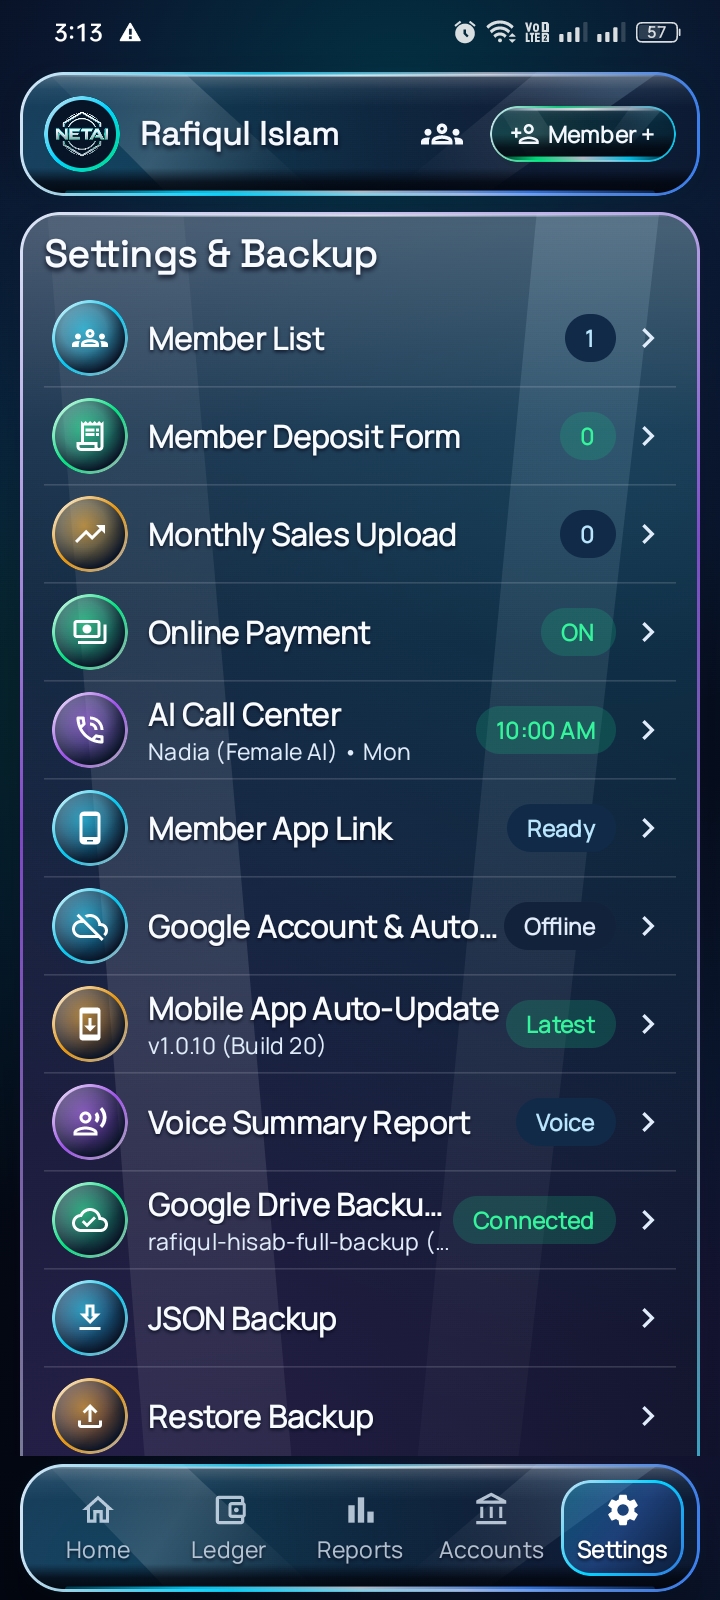 3:13
Vo
LTE2
57
NETAI
Rafiqul Islam
Member +
Settings & Backup
Member List
1
Member Deposit Form
0
Monthly Sales Upload
0
Online Payment
ON
AI Call Center
Nadia (Female AI) • Mon
10:00 AM
Member App Link
Ready
Google Account & Auto...
Offline
Mobile App Auto-Update
v1.0.10 (Build 20)
Latest
Voice Summary Report
Voice
Google Drive Backu...
rafiqul-hisab-full-backup (...
Connected
JSON Backup
Restore Backup
Home
Ledger
Reports
Accounts
Settings